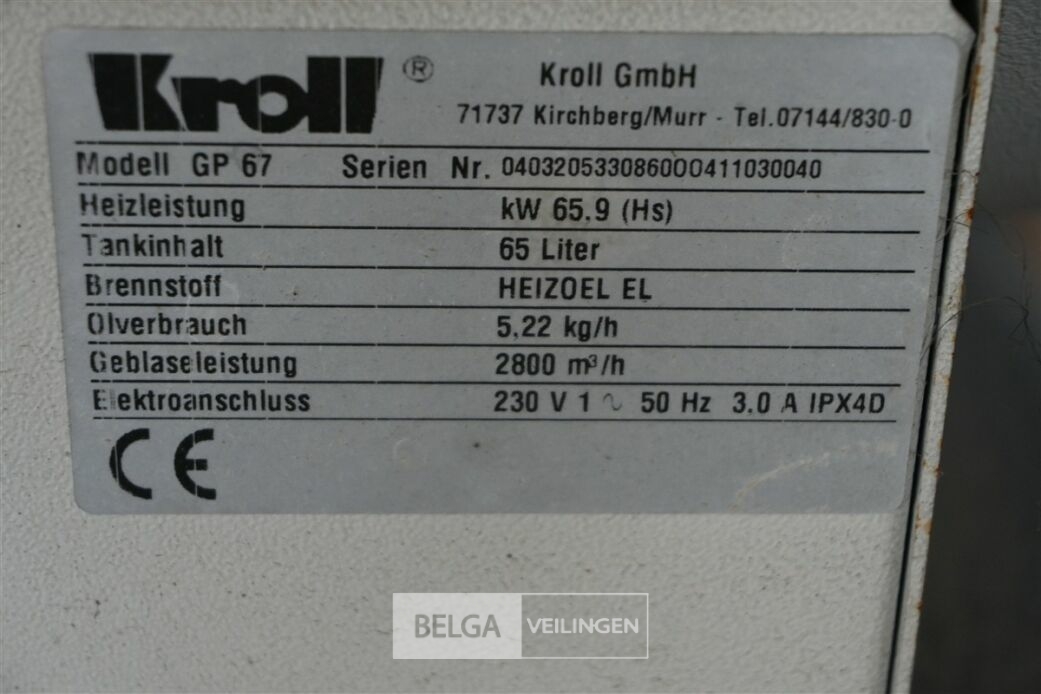 Kroll ® Kroll GmbH
71737 Kirchberg/Murr - Tel.07144/830-0
Modell GP 67 Serien Nr. 040320533086000411030040
Heizleistung kW 65.9 (Hs)
Tankinhalt 65 Liter
Brennstoff HEIZOEL EL
Olverbrauch 5,22 kg/h
Geblaseleistung 2800 m³/h
Elektroanschluss 230 V 1 ~ 50 Hz 3.0 A IPX4D
CE
BELGA VEILINGEN